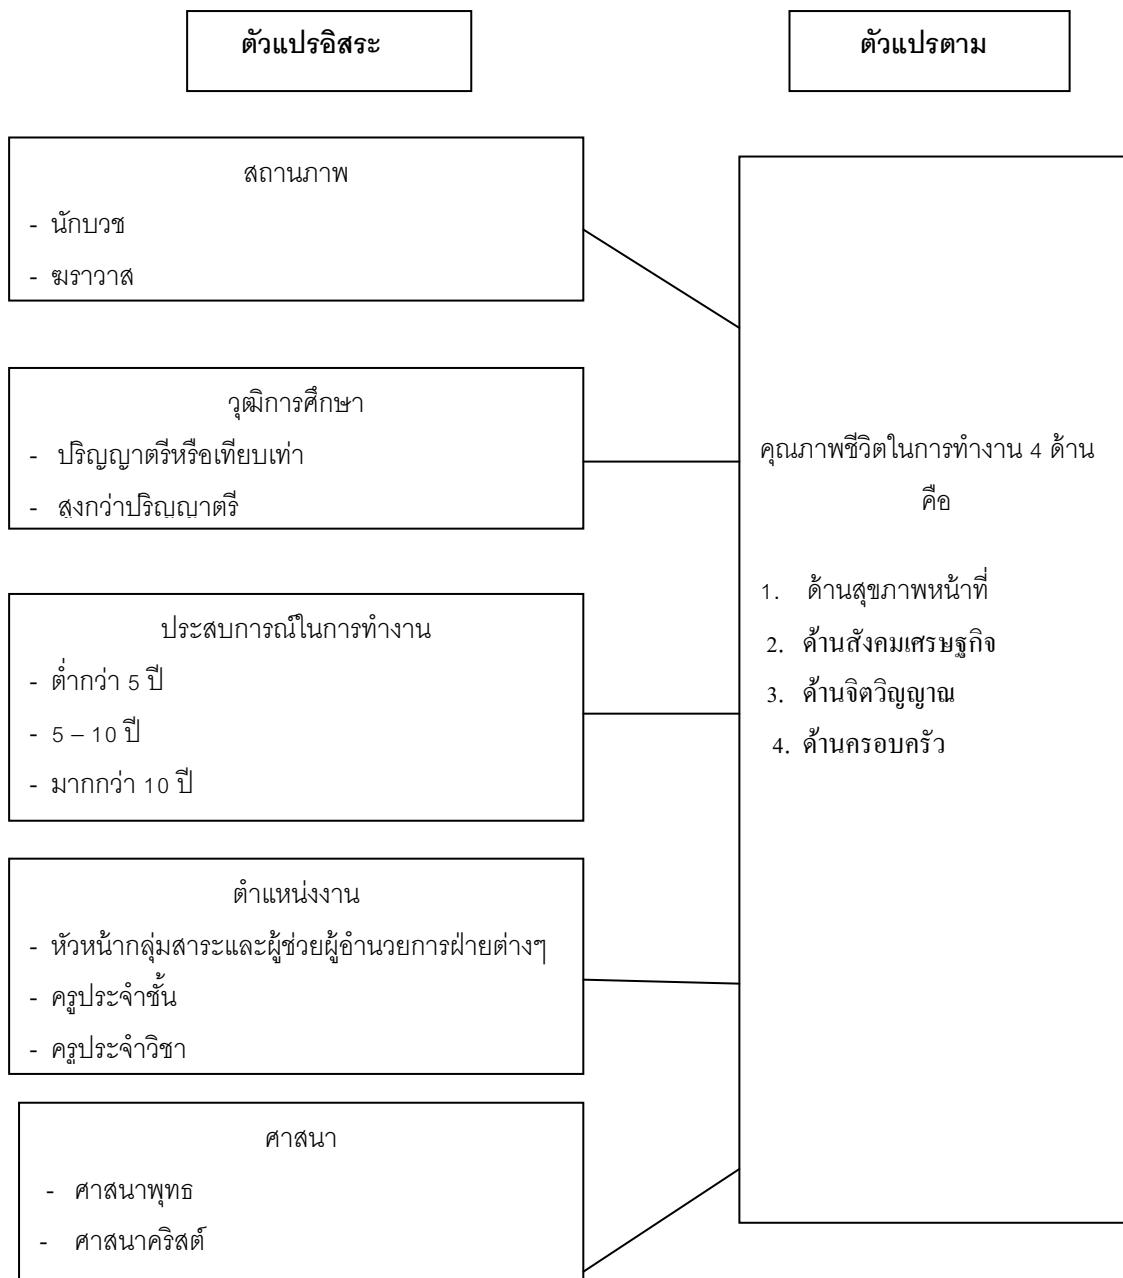 ตัวแปรอิสระ
ตัวแปรตาม
สถานภาพ
- นักบวช
- ฆราวาส
วุฒิการศึกษา
- ปริญญาตรีหรือเทียบเท่า
- สูงกว่าปริญญาตรี
ประสบการณ์ในการทำงาน
- ต่ำกว่า 5 ปี
- 5 – 10 ปี
- มากกว่า 10 ปี
ตำแหน่งงาน
- หัวหน้ากลุ่มสาระและผู้ช่วยผู้อำนวยการฝ่ายต่างๆ
- ครูประจำชั้น
- ครูประจำวิชา
ศาสนา
- ศาสนาพุทธ
- ศาสนาคริสต์
คุณภาพชีวิตในการทำงาน 4 ด้าน
คือ
1. ด้านสุขภาพหน้าที่
2. ด้านสังคมเศรษฐกิจ
3. ด้านจิตวิญญาณ
4. ด้านครอบครัว